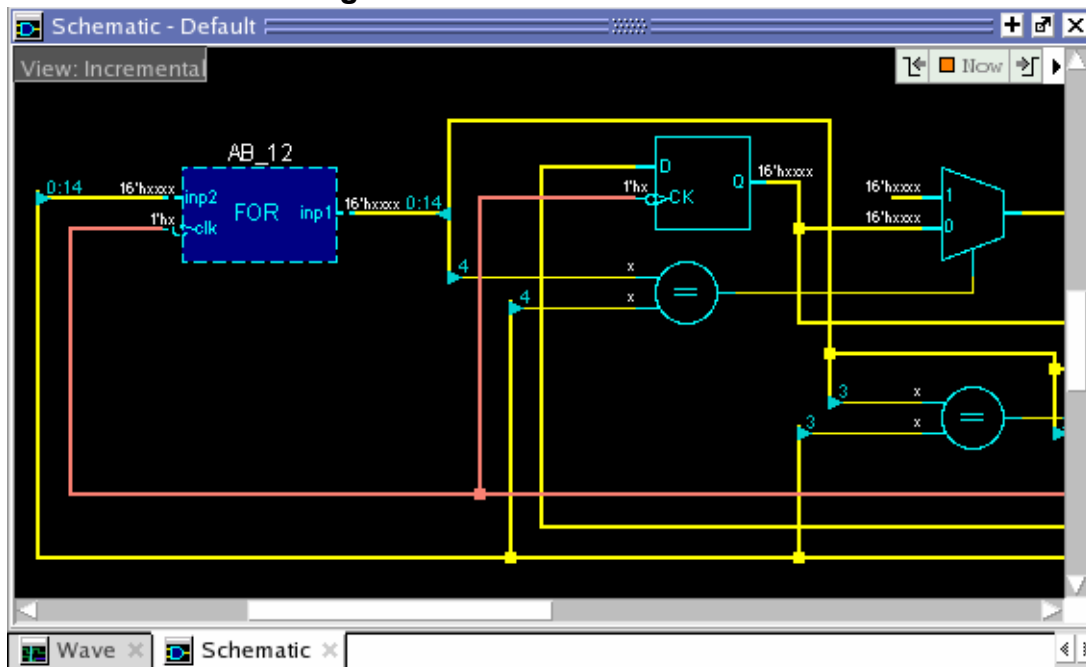 Schematic - Default
View: Incremental
Now
AB_12
0:14 16'hxxxx inp2 FOR inp1 16'hxxxx 0:14
1'hx clk
D Q 16'hxxxx
1'hx CK
16'hxxxx 1
16'hxxxx 0
4 x
4 x
=
3 x
3 x
=
Wave
Schematic